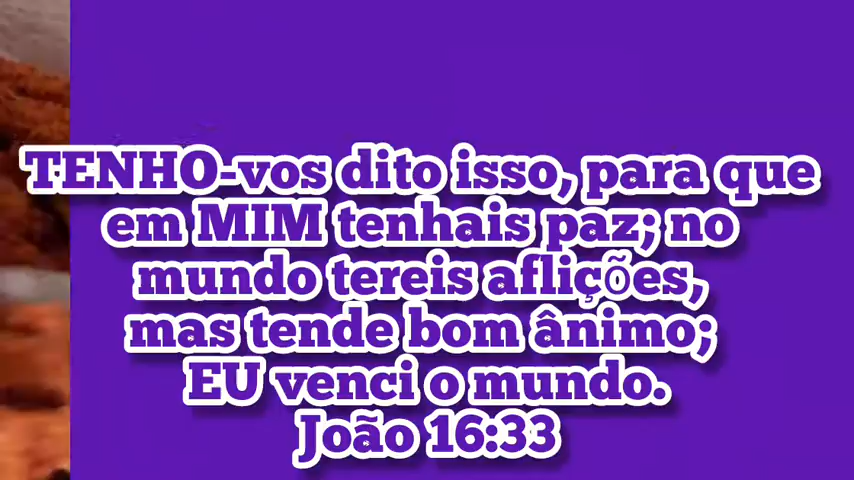 TENHO-vos dito isso, para que
em MIM tenhais paz; no
mundo tereis aflições,
mas tende bom ânimo;
EU venci o mundo.
João 16:33